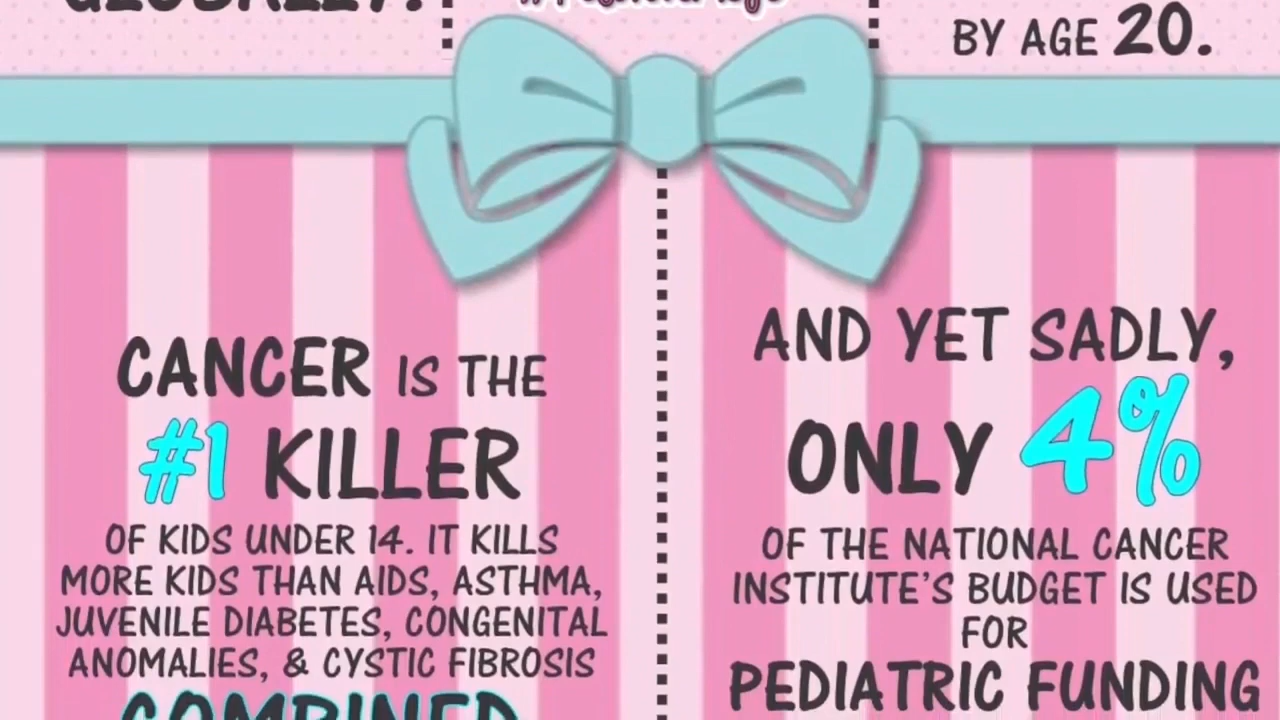 GLOBALLY.
BY AGE 20.
CANCER IS THE
#1 KILLER
OF KIDS UNDER 14. IT KILLS
MORE KIDS THAN AIDS, ASTHMA,
JUVENILE DIABETES, CONGENITAL
ANOMALIES, & CYSTIC FIBROSIS
COMBINED
AND YET SADLY,
ONLY 4%
OF THE NATIONAL CANCER
INSTITUTE'S BUDGET IS USED
FOR
PEDIATRIC FUNDING